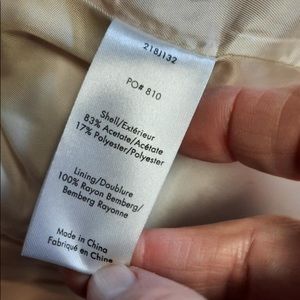 218J132
PO# 810
Shell/Extérieur
83% Acetate/Acétate
17% Polyester/Polyester
Lining/Doublure
100% Rayon Bemberg/
Bemberg Rayonne
Made in China
Fabriqué en Chine